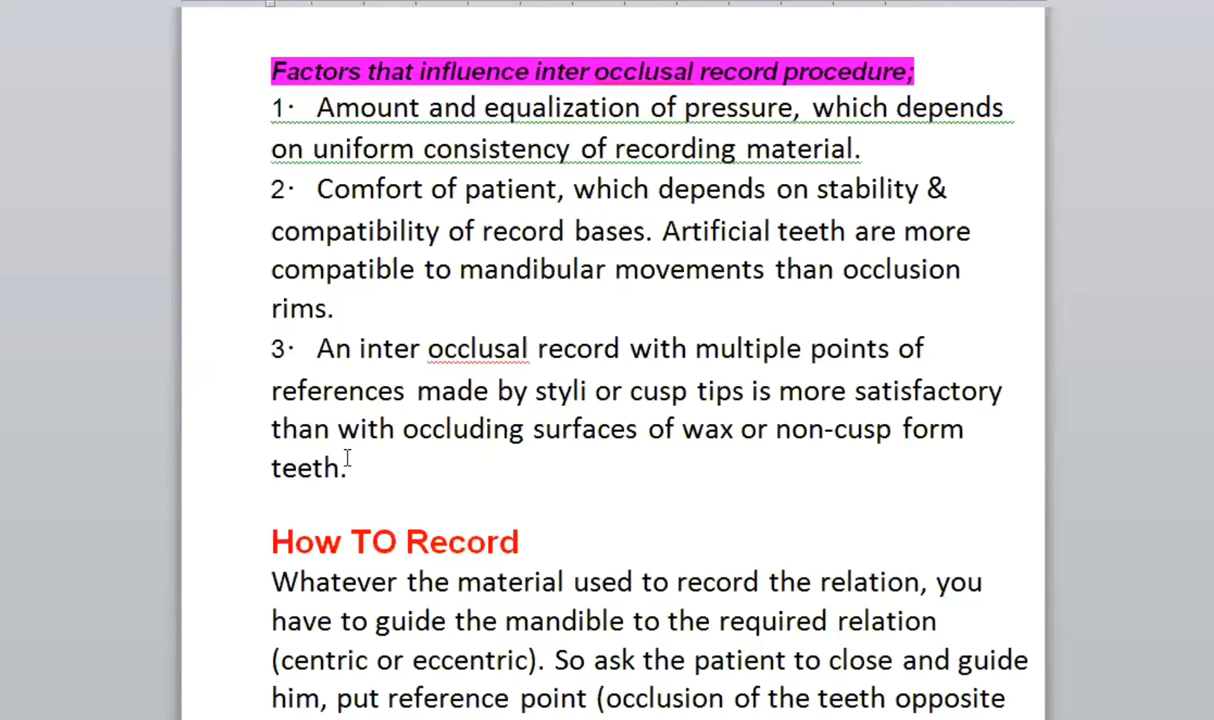 Factors that influence inter occlusal record procedure;
1· Amount and equalization of pressure, which depends
on uniform consistency of recording material.
2· Comfort of patient, which depends on stability &
compatibility of record bases. Artificial teeth are more
compatible to mandibular movements than occlusion
rims.
3· An inter occlusal record with multiple points of
references made by styli or cusp tips is more satisfactory
than with occluding surfaces of wax or non-cusp form
teeth.
How TO Record
Whatever the material used to record the relation, you
have to guide the mandible to the required relation
(centric or eccentric). So ask the patient to close and guide
him, put reference point (occlusion of the teeth opposite